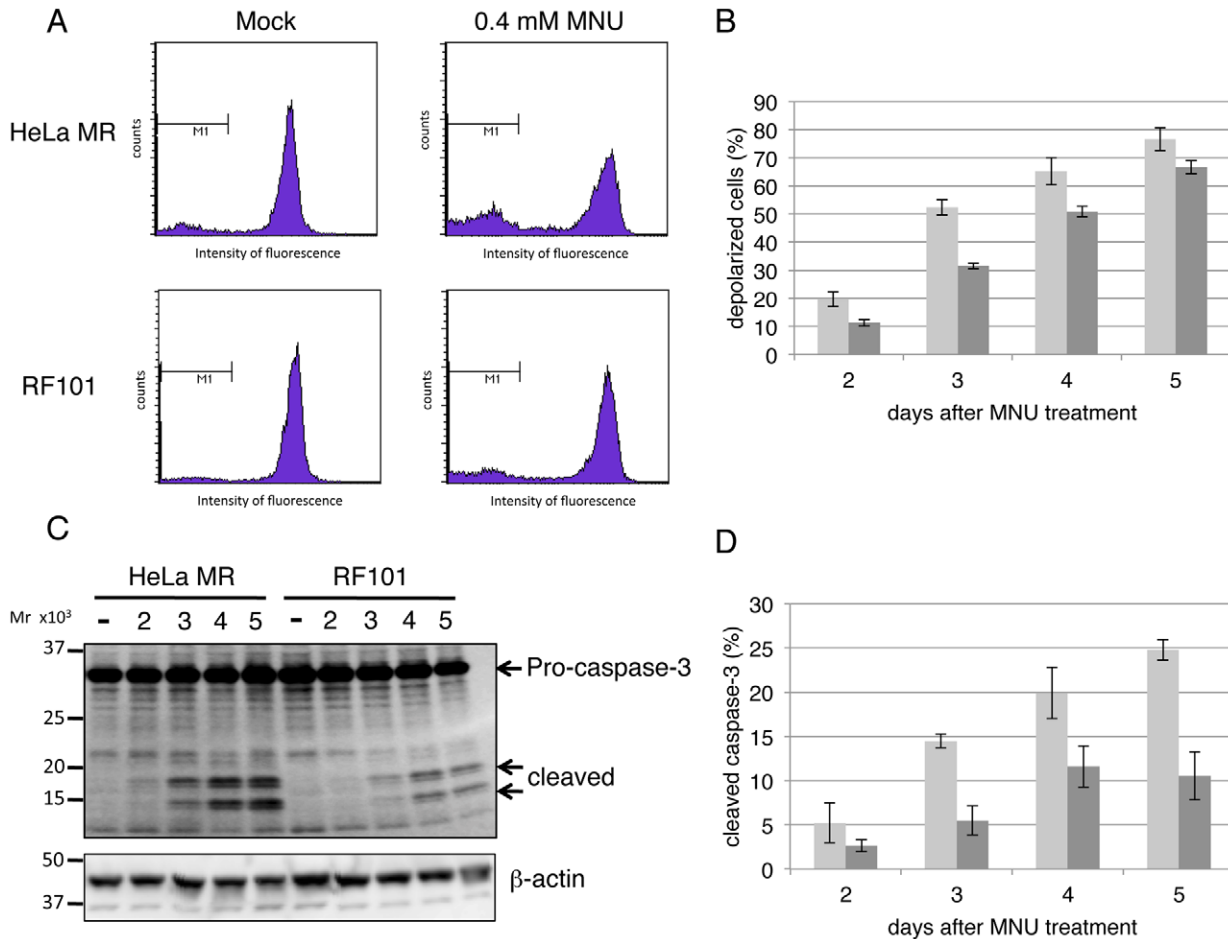 A
Mock
0.4 mM MNU
HeLa MR
counts
M1
Intensity of fluorescence
counts
M1
Intensity of fluorescence
RF101
counts
M1
Intensity of fluorescence
counts
M1
Intensity of fluorescence
B
depolarized cells (%)
90
80
70
60
50
40
30
20
10
0
2 3 4 5
days after MNU treatment
C
HeLa MR RF101
Mr x10³ - 2 3 4 5 - 2 3 4 5
37
Pro-caspase-3
25
20
cleaved
15
50
β-actin
37
D
cleaved caspase-3 (%)
30
25
20
15
10
5
0
2 3 4 5
days after MNU treatment